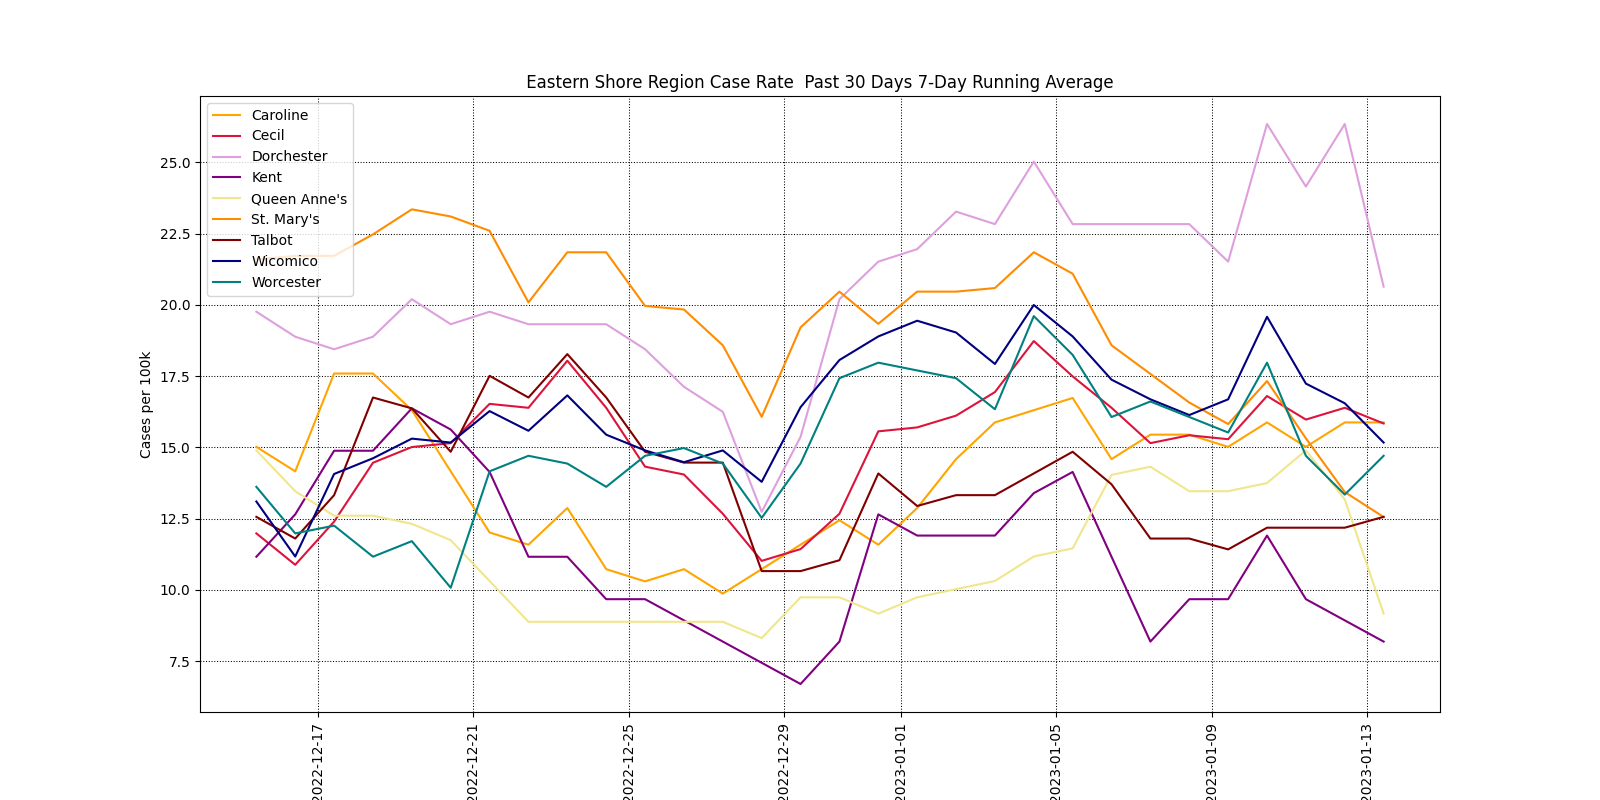 Eastern Shore Region Case Rate  Past 30 Days 7-Day Running Average
Caroline
Cecil
Dorchester
Kent
Queen Anne's
St. Mary's
Talbot
Wicomico
Worcester
Cases per 100k
25.0
22.5
20.0
17.5
15.0
12.5
10.0
7.5
2022-12-17
2022-12-21
2022-12-25
2022-12-29
2023-01-01
2023-01-05
2023-01-09
2023-01-13